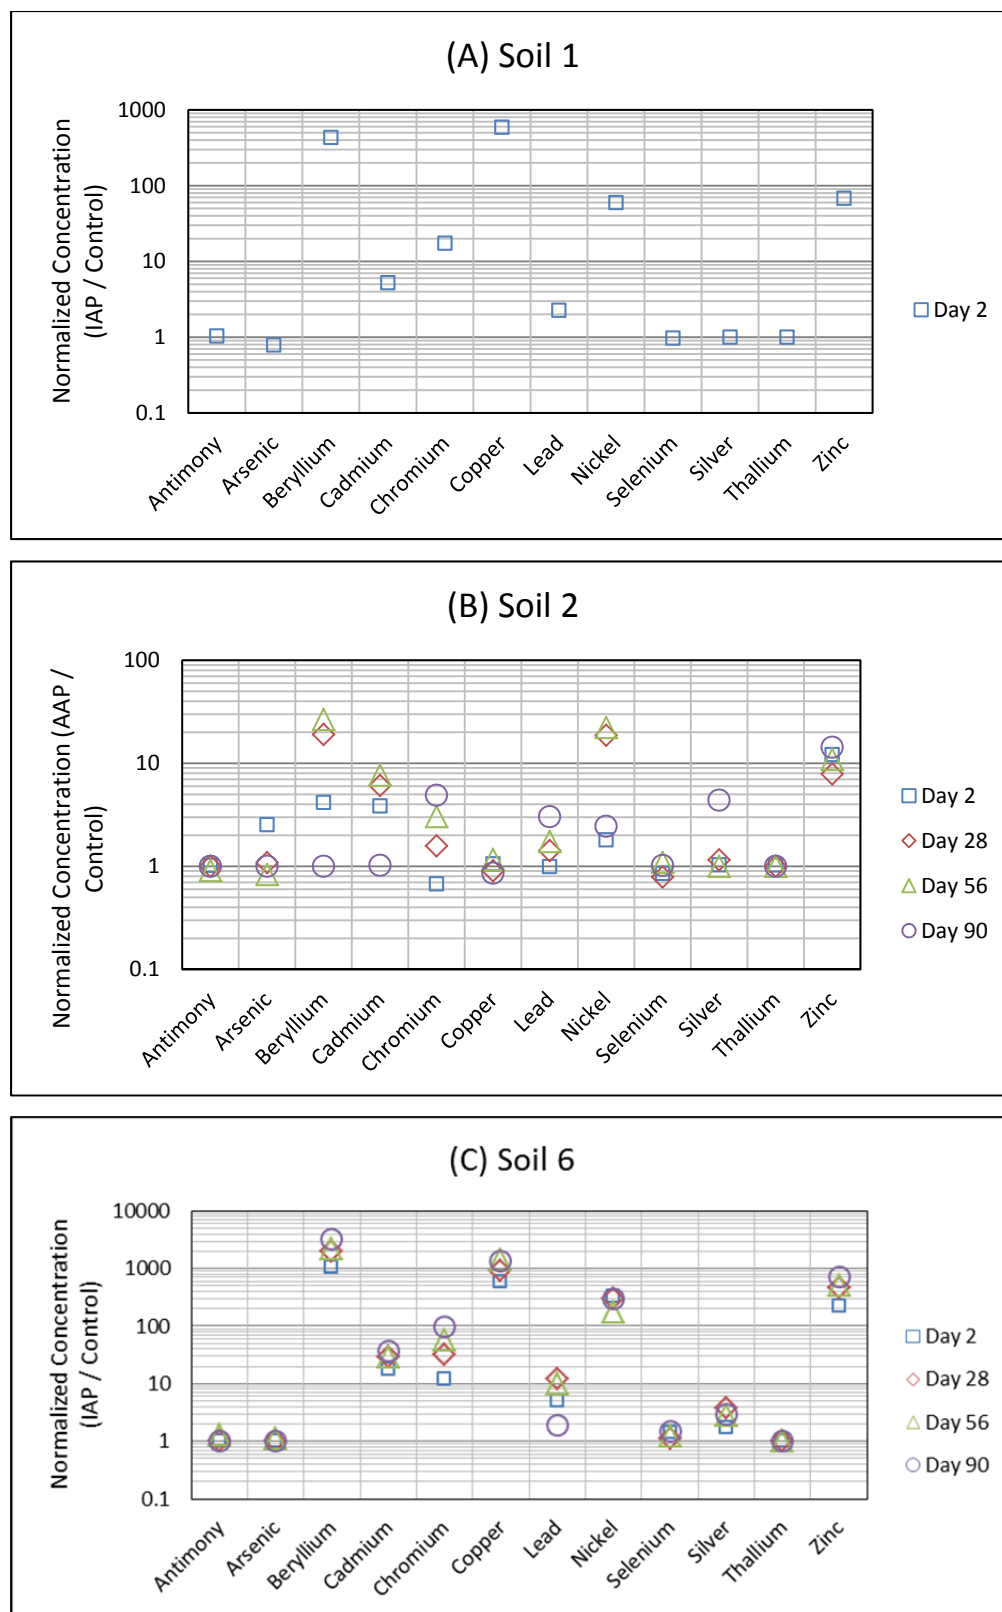 (A) Soil 1
Normalized Concentration
(IAP / Control)
1000
100
10
1
0.1
Antimony
Arsenic
Beryllium
Cadmium
Chromium
Copper
Lead
Nickel
Selenium
Silver
Thallium
Zinc
Day 2
(B) Soil 2
Normalized Concentration (AAP /
Control)
100
10
1
0.1
Antimony
Arsenic
Beryllium
Cadmium
Chromium
Copper
Lead
Nickel
Selenium
Silver
Thallium
Zinc
Day 2
Day 28
Day 56
Day 90
(C) Soil 6
Normalized Concentration
(IAP / Control)
10000
1000
100
10
1
0.1
Antimony
Arsenic
Beryllium
Cadmium
Chromium
Copper
Lead
Nickel
Selenium
Silver
Thallium
Zinc
Day 2
Day 28
Day 56
Day 90